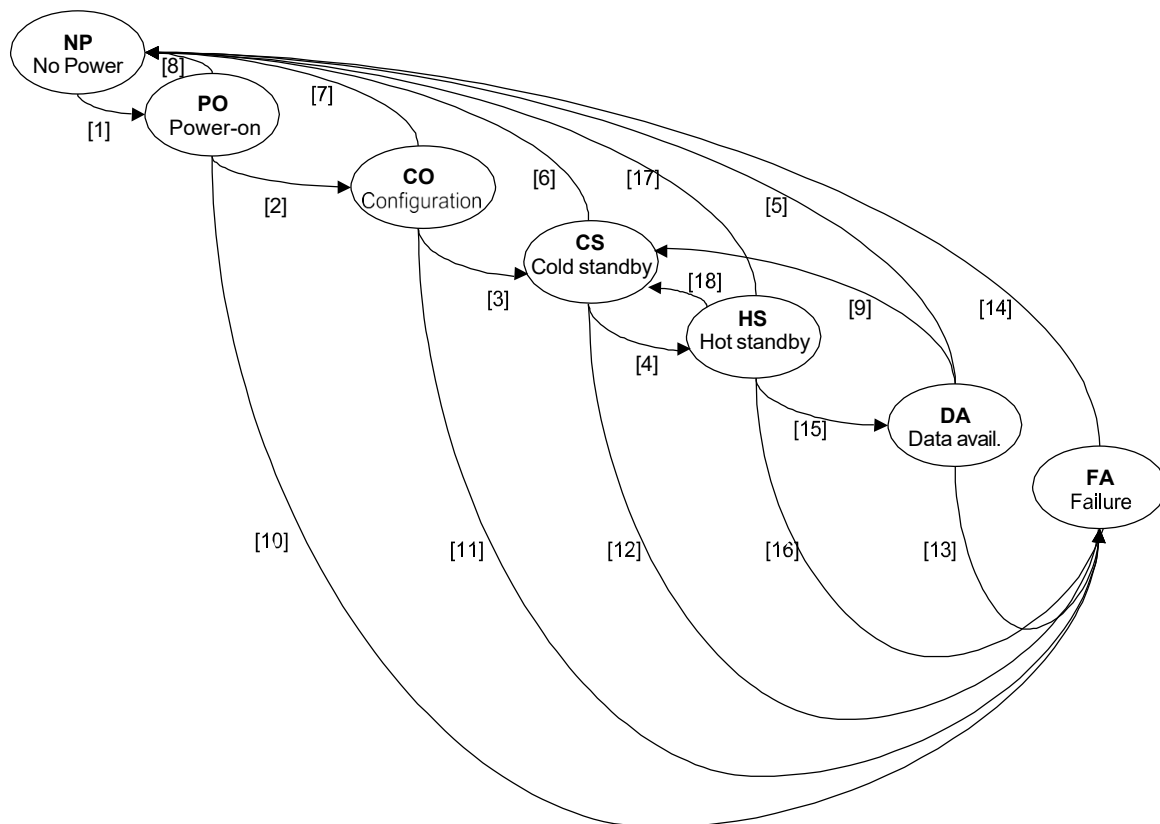 NP
No Power
[8]
PO
Power-on
[1]
[7]
CO
Configuration
[2]
[6]
[17]
[5]
CS
Cold standby
[3]
[18]
[9]
[14]
HS
Hot standby
[4]
DA
Data avail.
[15]
FA
Failure
[10]
[11]
[12]
[16]
[13]